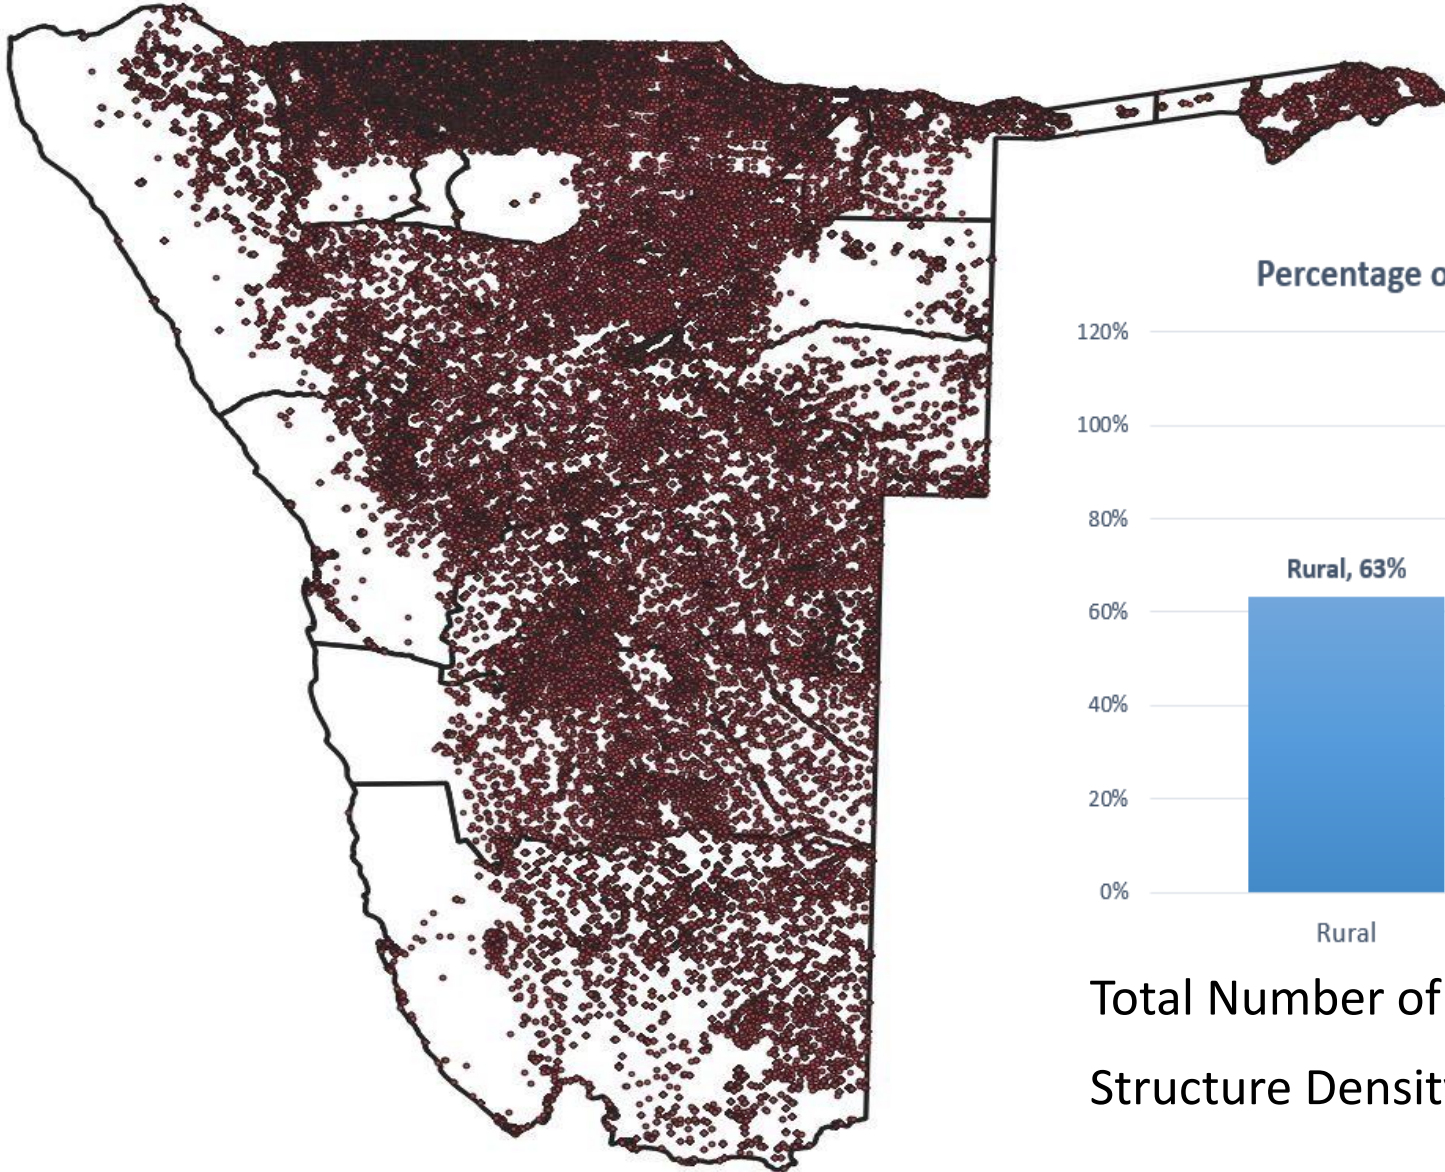 Percentage o
120%
100%
80%
Rural, 63%
60%
40%
20%
0%
Rural
Total Number of
Structure Densit